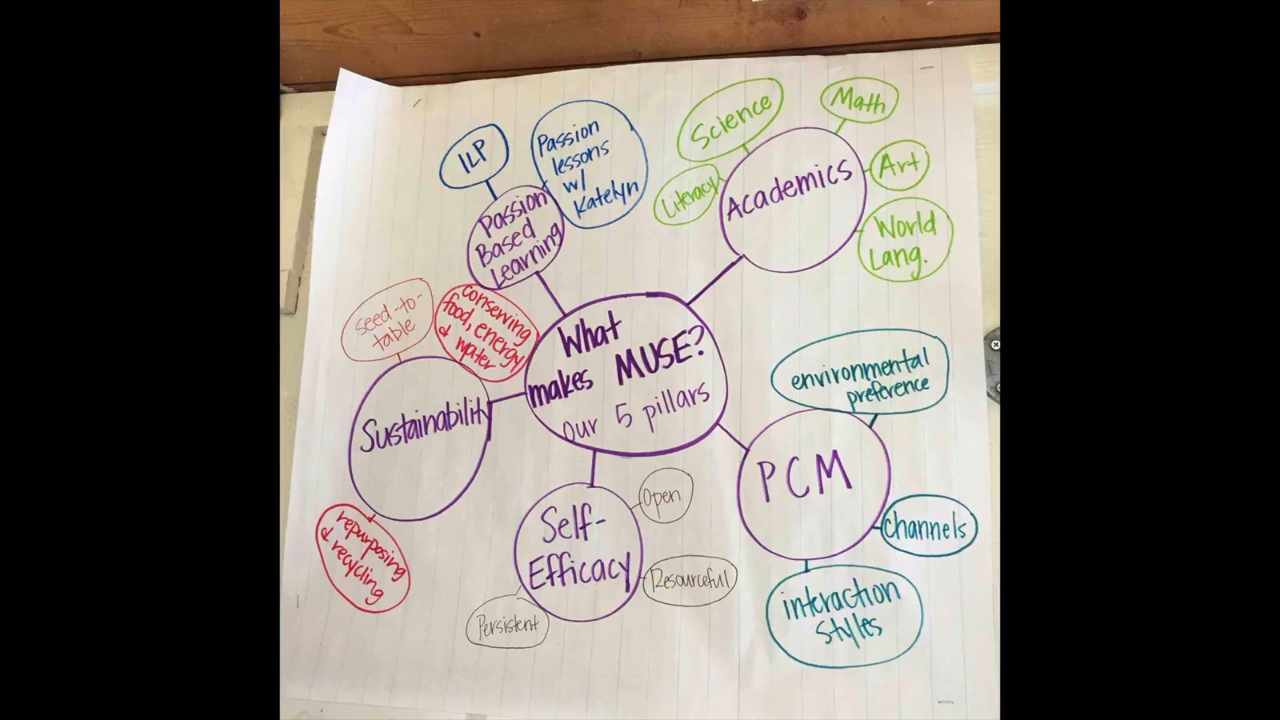 What
makes MUSE?
our 5 pillars
Passion
Based
Learning
ILP
Passion
lessons
w/
Katelyn
Academics
Science
Literacy
Math
Art
World
Lang.
PCM
environmental
preference
channels
interaction
styles
Self-
Efficacy
Open
Resourceful
Persistent
Sustainability
seed-to-
table
conserving
food, energy
& water
repurposing
& recycling